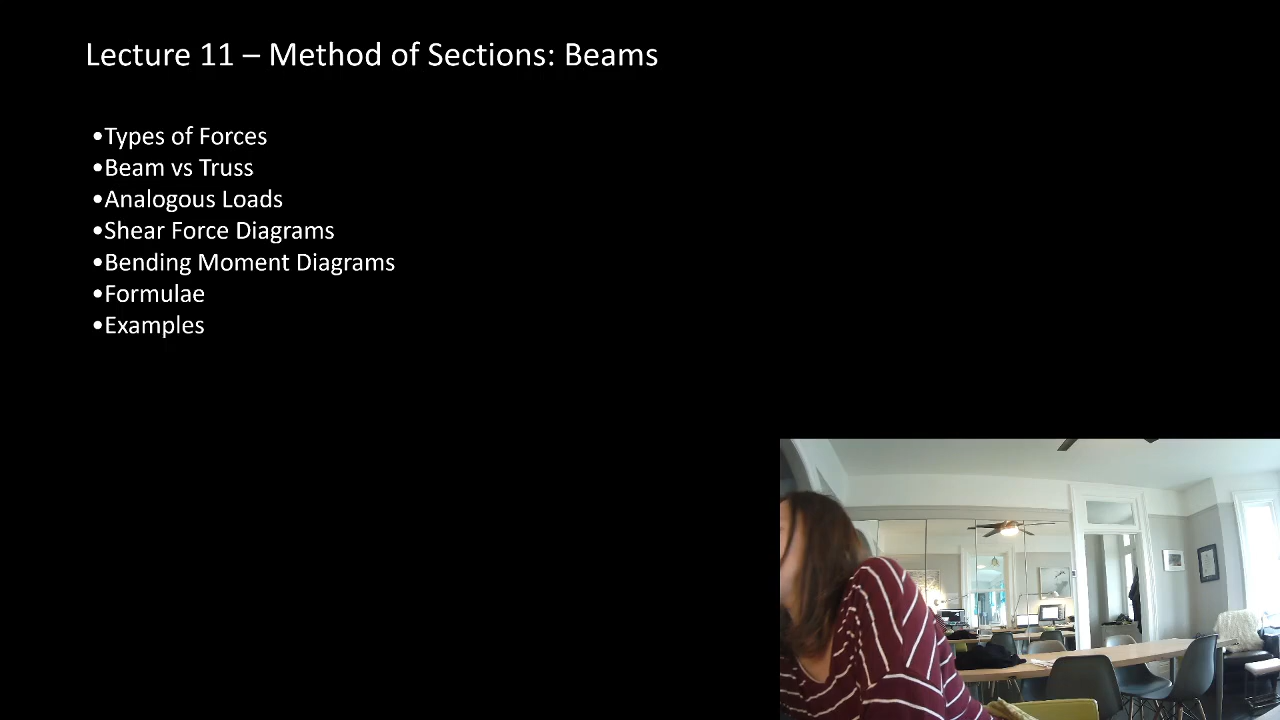 Lecture 11 – Method of Sections: Beams
•Types of Forces
•Beam vs Truss
•Analogous Loads
•Shear Force Diagrams
•Bending Moment Diagrams
•Formulae
•Examples